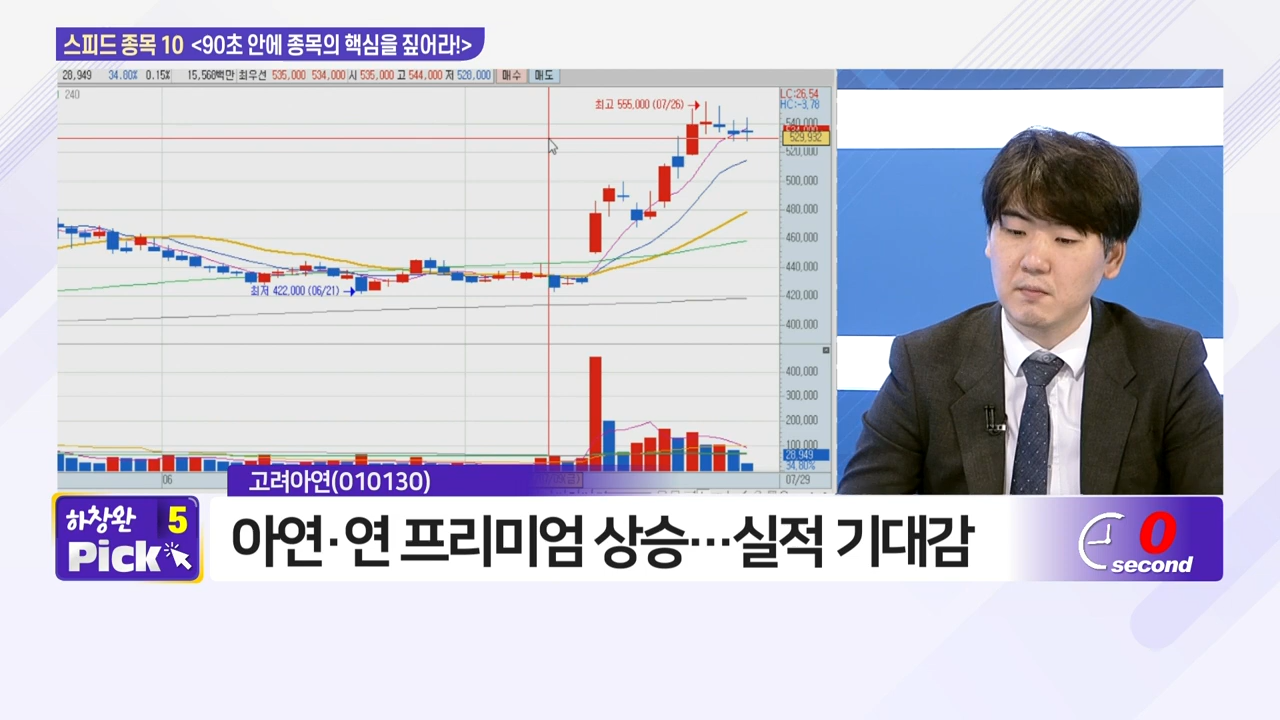 스피드 종목 10 <90초 안에 종목의 핵심을 짚어라!>
28,949 34.80% 0.15% 15,568백만 최우선 535,000 534,000 시 535,000 고 544,000 저 528,000 매수 매도
240
LC:26.54
HC:-3.78
최고 555,000 (07/26)
540,000
529,932
520,000
500,000
480,000
460,000
440,000
420,000
400,000
최저 422,000 (06/21)
400,000
300,000
200,000
100,000
28,949
34.80%
06
07/29
고려아연(010130)
하창완 5
Pick
아연·연 프리미엄 상승…실적 기대감
0
second